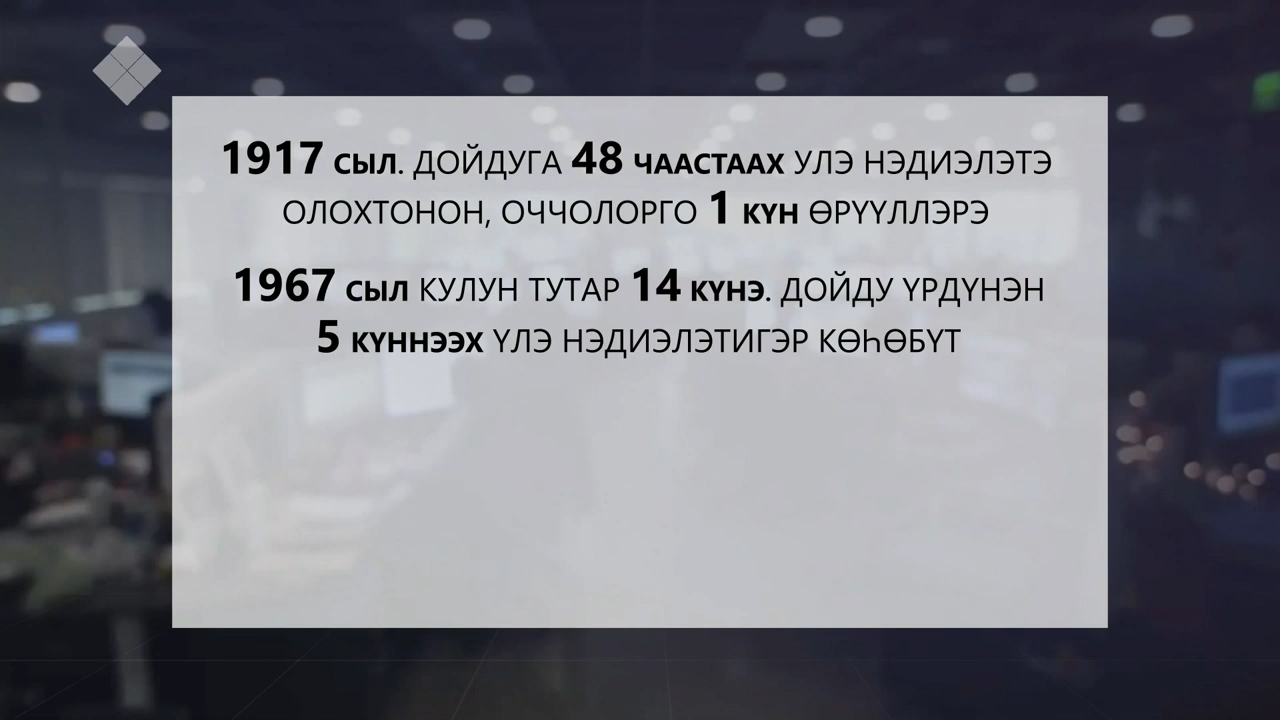 1917 СЫЛ. ДОЙДУГА 48 ЧААСТААХ УЛЭ НЭДИЭЛЭТЭ
ОЛОХТОНОН, ОЧЧОЛОРГО 1 КҮН ӨРҮҮЛЛЭРЭ
1967 СЫЛ КУЛУН ТУТАР 14 КҮНЭ. ДОЙДУ ҮРДҮНЭН
5 КҮННЭЭХ ҮЛЭ НЭДИЭЛЭТИГЭР КӨҺӨБҮТ